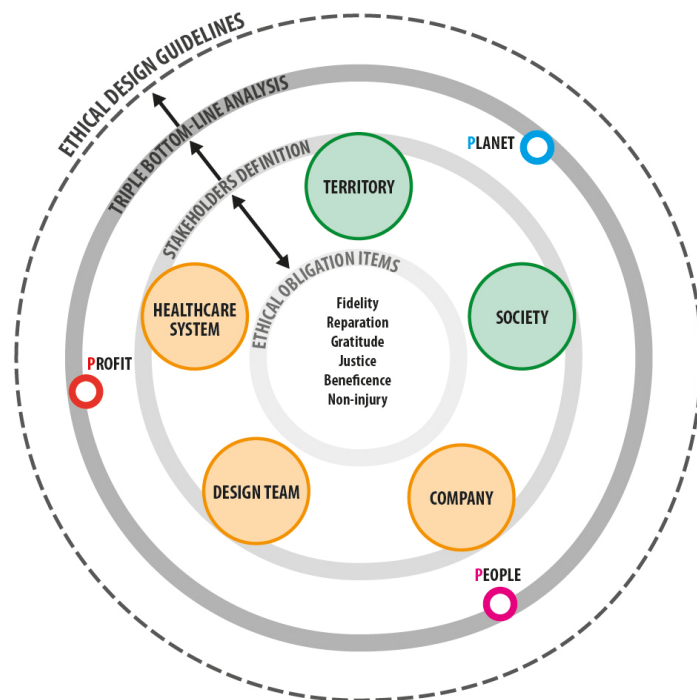 ETHICAL DESIGN GUIDELINES
TRIPLE BOTTOM-LINE ANALYSIS
STAKEHOLDERS DEFINITION
ETHICAL OBLIGATION ITEMS
PLANET
TERRITORY
HEALTHCARE
SYSTEM
SOCIETY
Fidelity
Reparation
Gratitude
Justice
Beneficence
Non-injury
PROFIT
DESIGN TEAM
COMPANY
PEOPLE